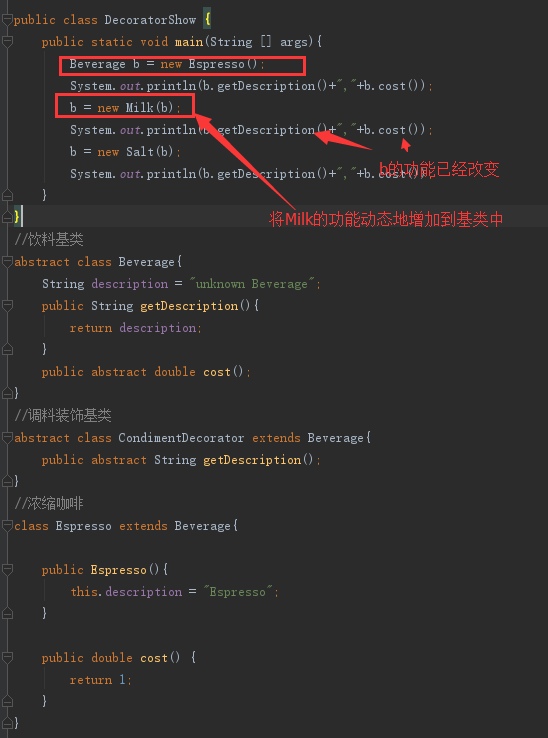 public class DecoratorShow {
public static void main(String [] args){
Beverage b = new Espresso();
System.out.println(b.getDescription()+","+b.cost());
b = new Milk(b);
System.out.println(b.getDescription()+","+b.cost());
b = new Salt(b);
b的功能已经改变
System.out.println(b.getDescription()+","+b.cost());
}
将Milk的功能动态地增加到基类中
}
//饮料基类
abstract class Beverage{
String description = "unknown Beverage";
public String getDescription(){
return description;
}
public abstract double cost();
}
//调料装饰基类
abstract class CondimentDecorator extends Beverage{
public abstract String getDescription();
}
//浓缩咖啡
class Espresso extends Beverage{
public Espresso(){
this.description = "Espresso";
}
public double cost() {
return 1;
}
}